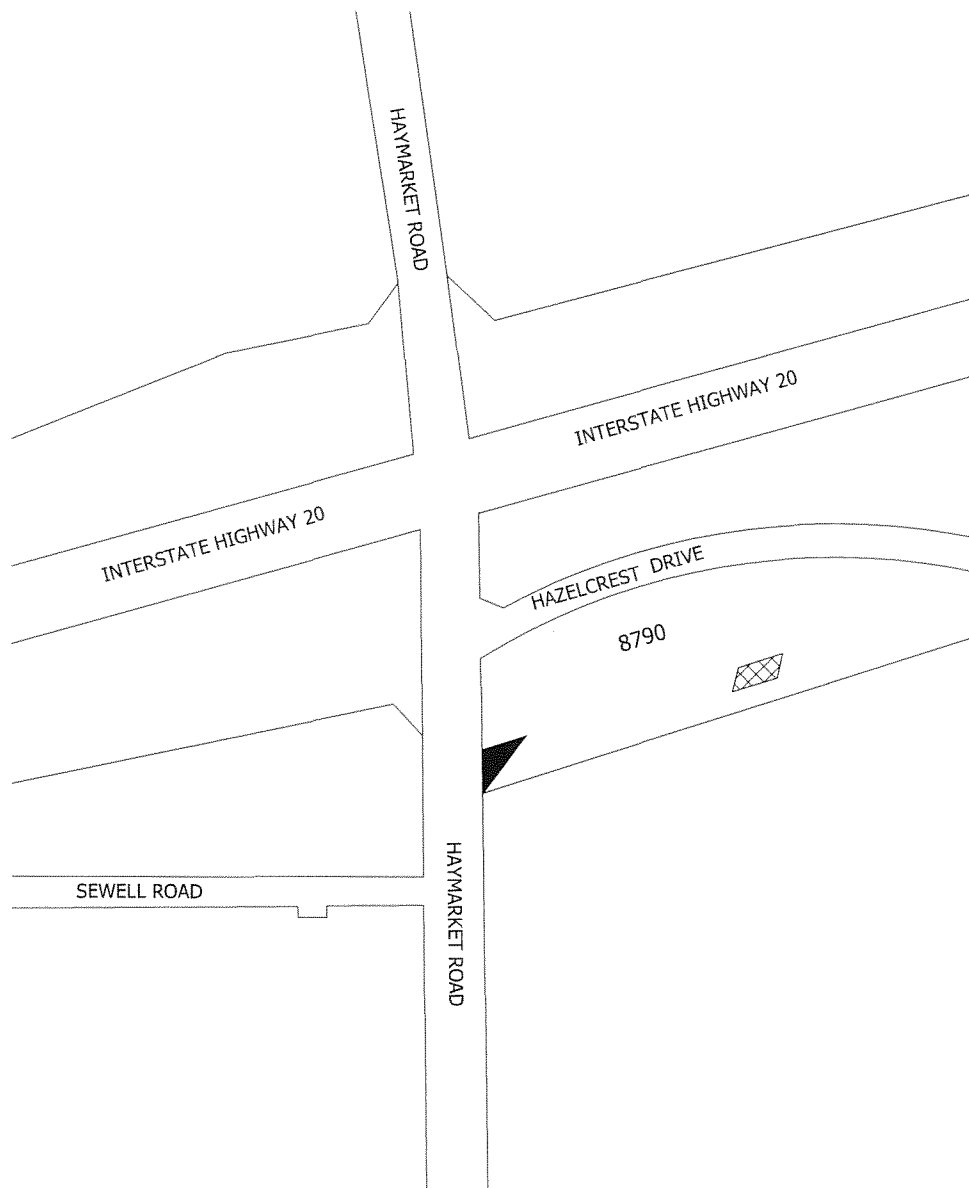 HAYMARKET ROAD
INTERSTATE HIGHWAY 20
INTERSTATE HIGHWAY 20
HAZELCREST DRIVE
8790
HAYMARKET ROAD
SEWELL ROAD